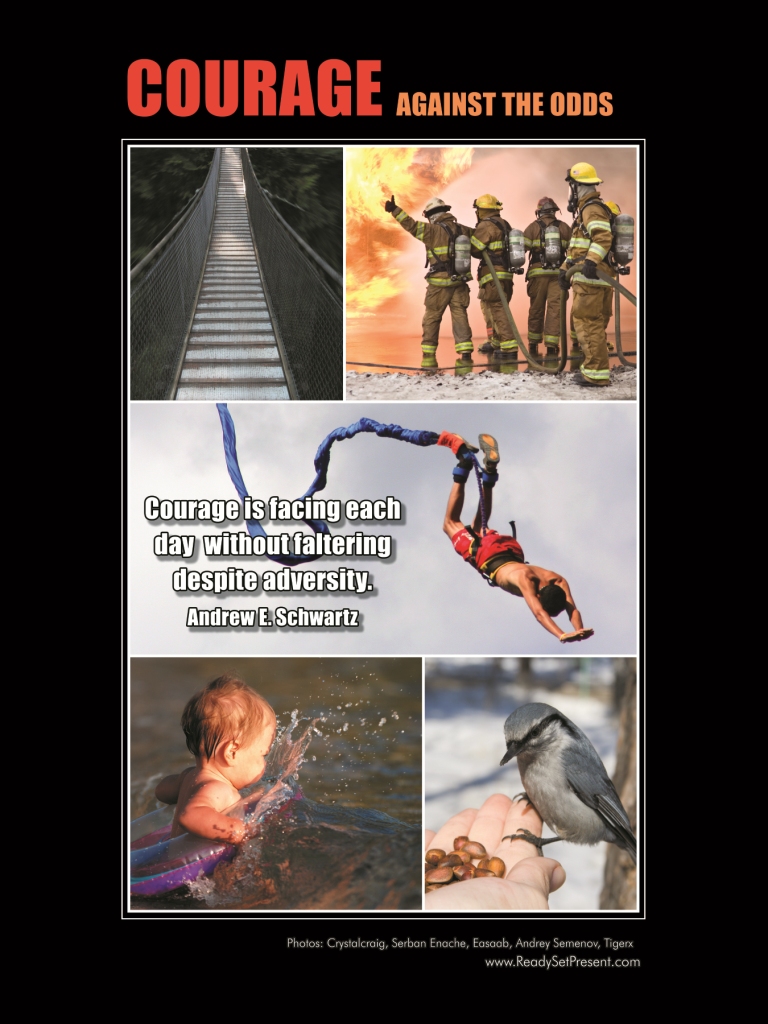 COURAGE AGAINST THE ODDS
Courage is facing each
day without faltering
despite adversity.
Andrew E. Schwartz
Photos: Crystalcraig, Serban Enache, Easaab, Andrey Semenov, Tigerx
www.ReadySetPresent.com